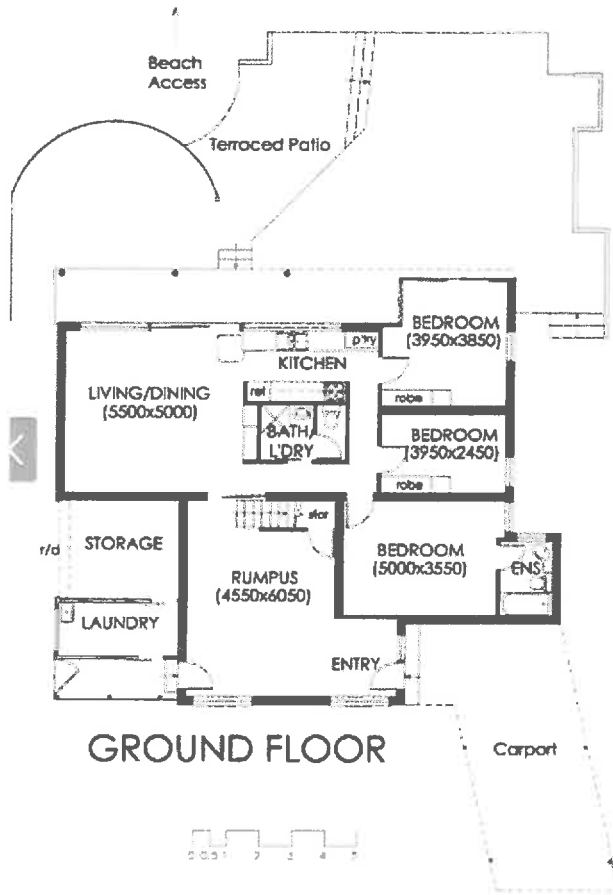 Beach
Access
Terraced Patio
BEDROOM
(3950x3850)
p'try
KITCHEN
LIVING/DINING
(5500x5000)
ref
robe
BATH/
L'DRY
BEDROOM
(3950x2450)
robe
stor
r/d
STORAGE
BEDROOM
(5000x3550)
ENS
RUMPUS
(4550x6050)
LAUNDRY
ENTRY
GROUND FLOOR
Carport